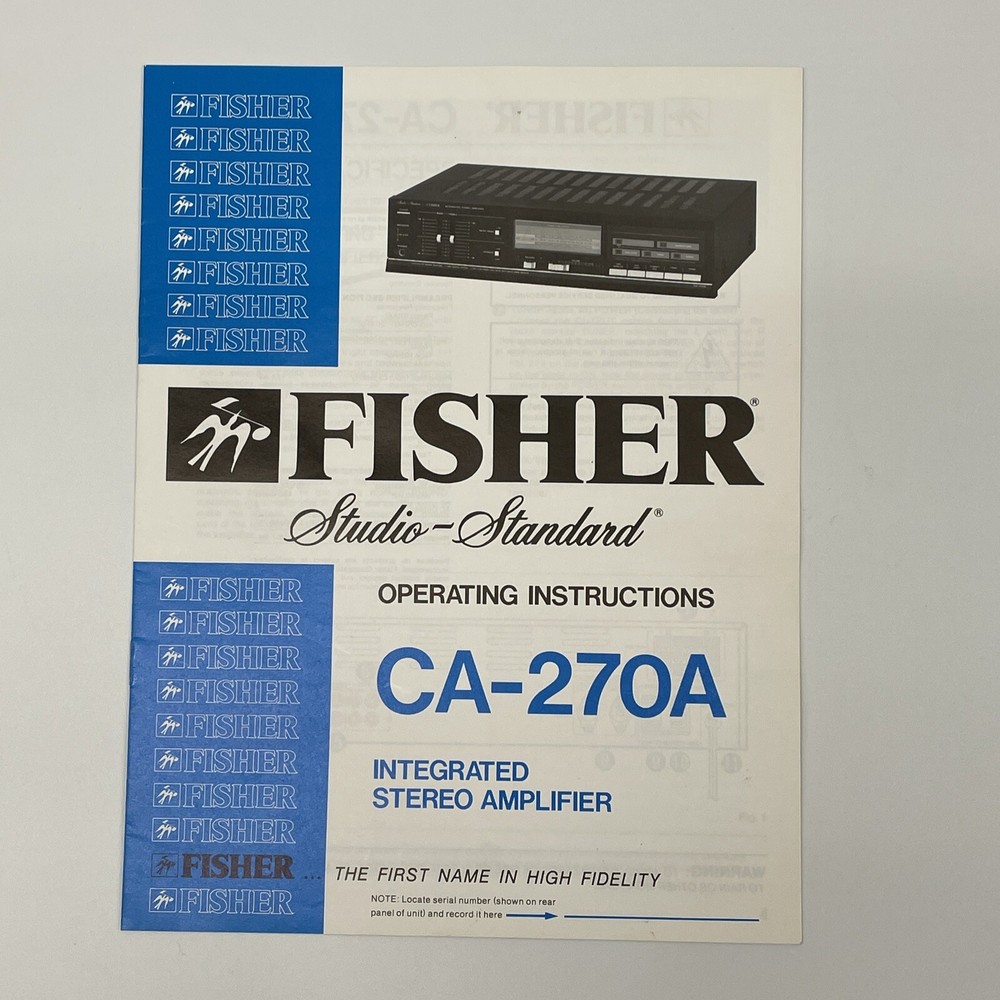 FISHER
FISHER
FISHER
FISHER
FISHER
FISHER
FISHER
FISHER
FISHER®
Studio-Standard®
OPERATING INSTRUCTIONS
CA-270A
INTEGRATED
STEREO AMPLIFIER
FISHER
FISHER
FISHER
FISHER
FISHER
FISHER
FISHER
FISHER
FISHER ... THE FIRST NAME IN HIGH FIDELITY
FISHER
NOTE: Locate serial number (shown on rear
panel of unit) and record it here